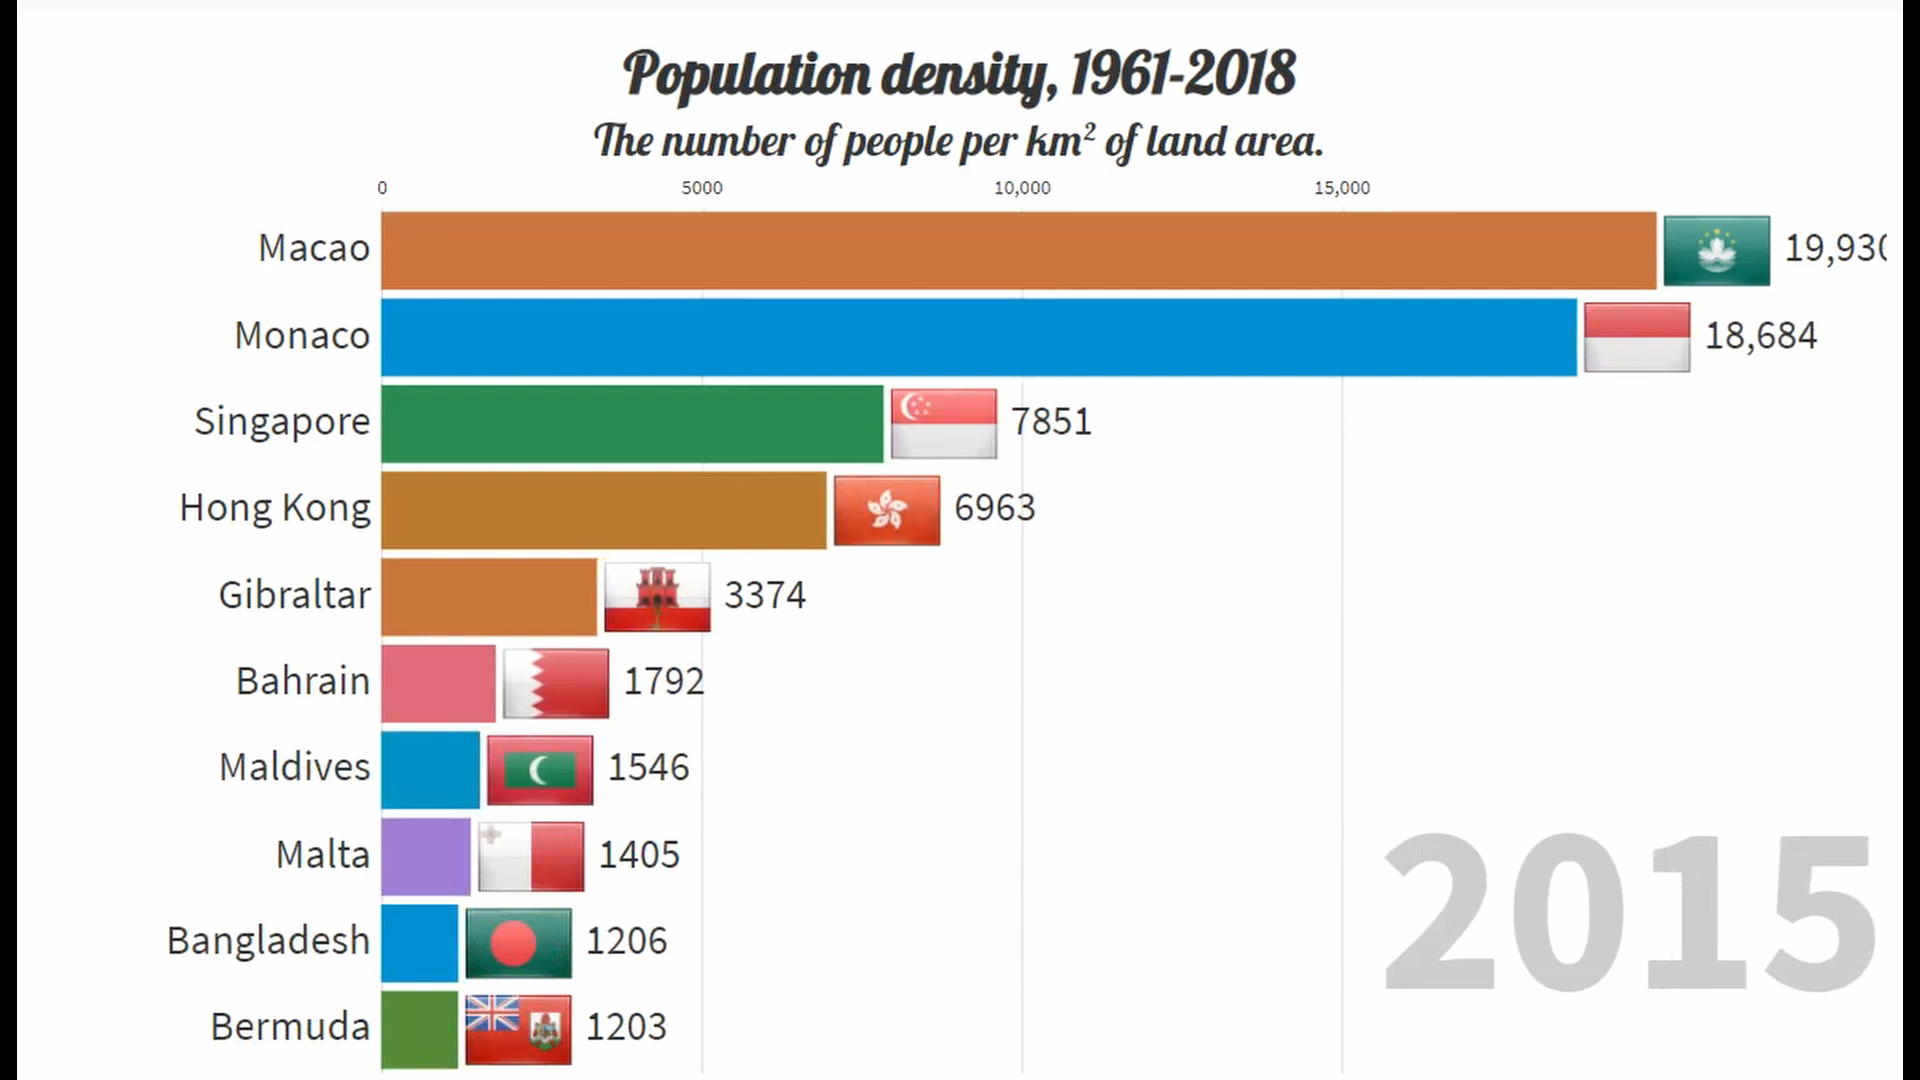 Population density, 1961-2018
The number of people per km² of land area.
0 5000 10,000 15,000
Macao 19,930
Monaco 18,684
Singapore 7851
Hong Kong 6963
Gibraltar 3374
Bahrain 1792
Maldives 1546
Malta 1405
Bangladesh 1206
Bermuda 1203
2015